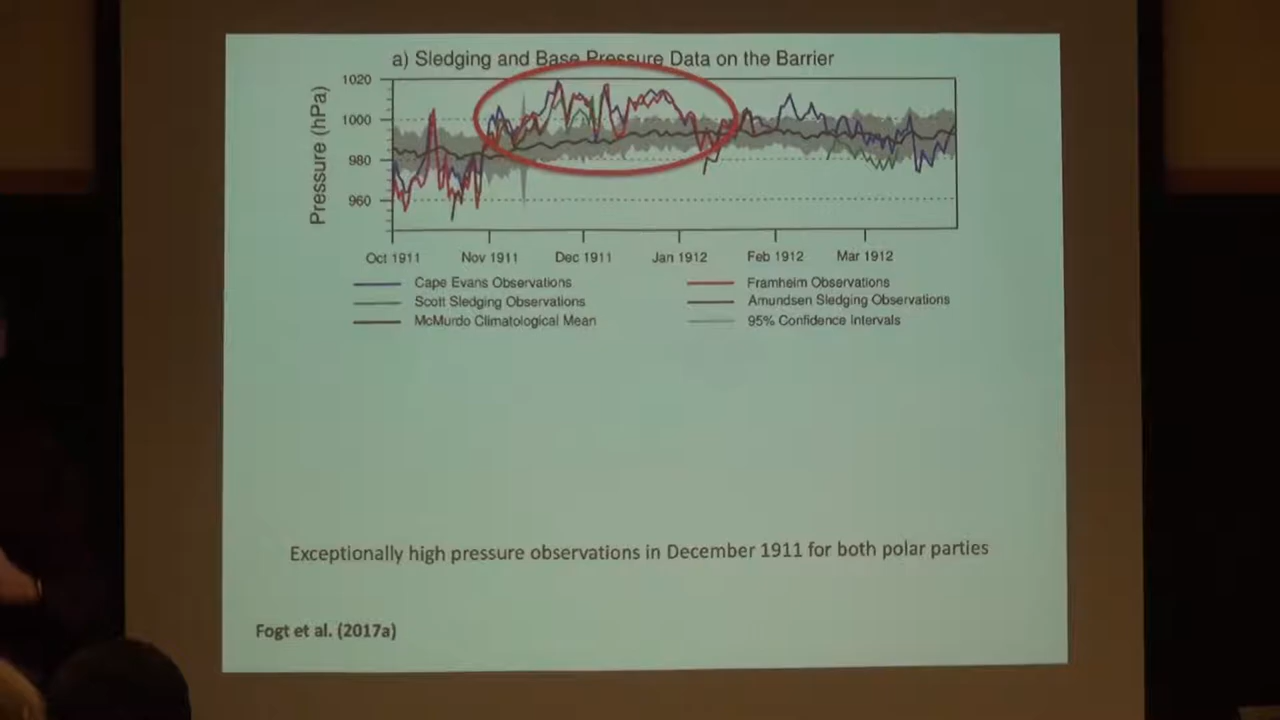 a) Sledging and Base Pressure Data on the Barrier
Pressure (hPa)
1020
1000
980
960
Oct 1911 Nov 1911 Dec 1911 Jan 1912 Feb 1912 Mar 1912
Cape Evans Observations Framheim Observations
Scott Sledging Observations Amundsen Sledging Observations
McMurdo Climatological Mean 95% Confidence Intervals
Exceptionally high pressure observations in December 1911 for both polar parties
Fogt et al. (2017a)